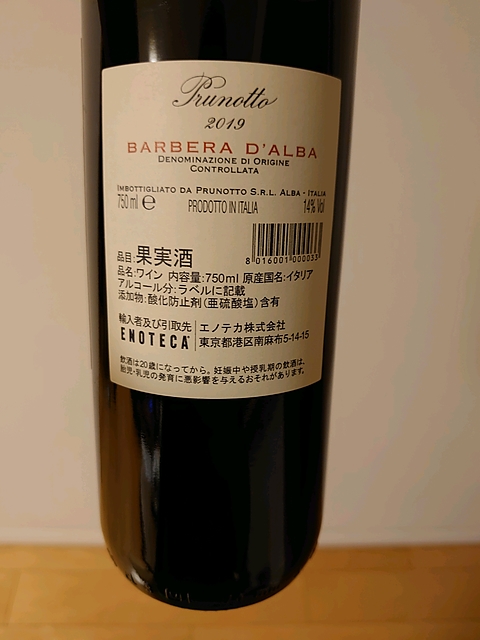 Prunotto
2019
BARBERA D'ALBA
DENOMINAZIONE DI ORIGINE
CONTROLLATA
IMBOTTIGLIATO DA PRUNOTTO S.R.L. ALBA - ITALIA
750 ml e PRODOTTO IN ITALIA 14% Vol
8 016001 000033
品目:果実酒
品名:ワイン 内容量:750ml 原産国名:イタリア
アルコール分:ラベルに記載
添加物:酸化防止剤(亜硫酸塩)含有
輸入者及び引取先 エノテカ株式会社
ENOTECA 東京都港区南麻布5-14-15
飲酒は20歳になってから。妊娠中や授乳期の飲酒は、
胎児・乳児の発育に悪影響を与えるおそれがあります。